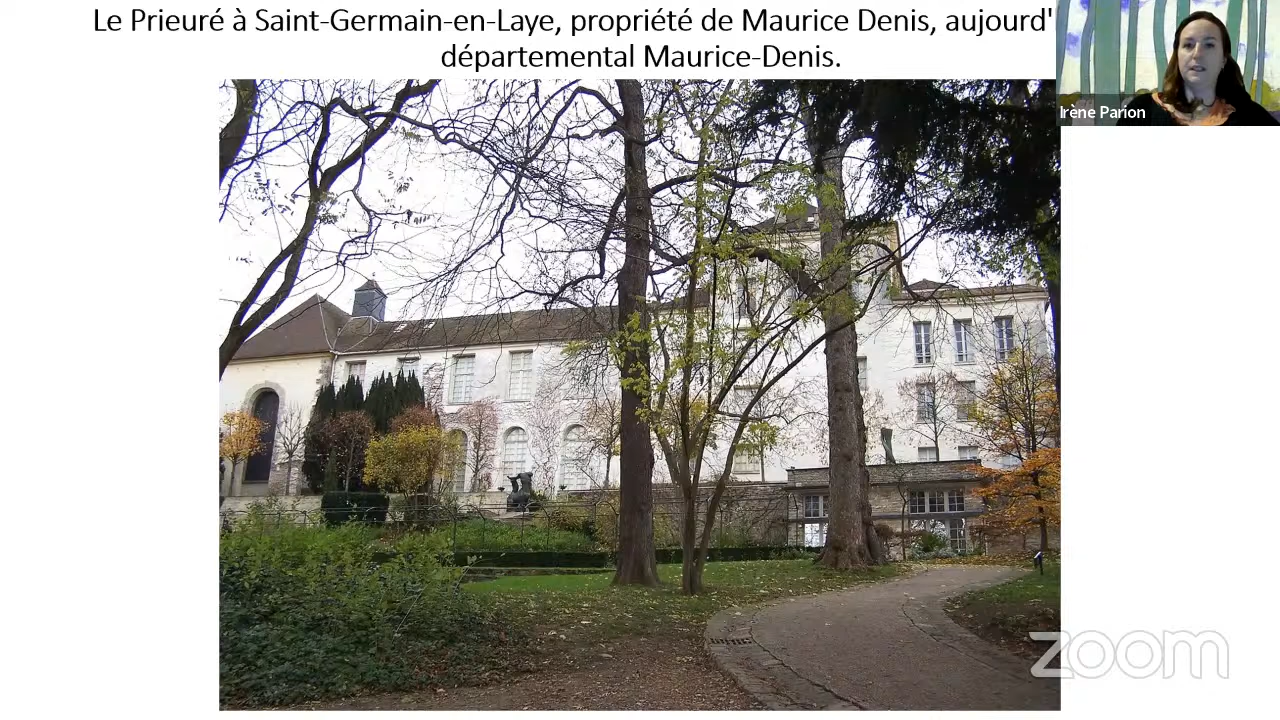 Le Prieuré à Saint-Germain-en-Laye, propriété de Maurice Denis, aujourd'
départemental Maurice-Denis.
Irène Parion
zoom